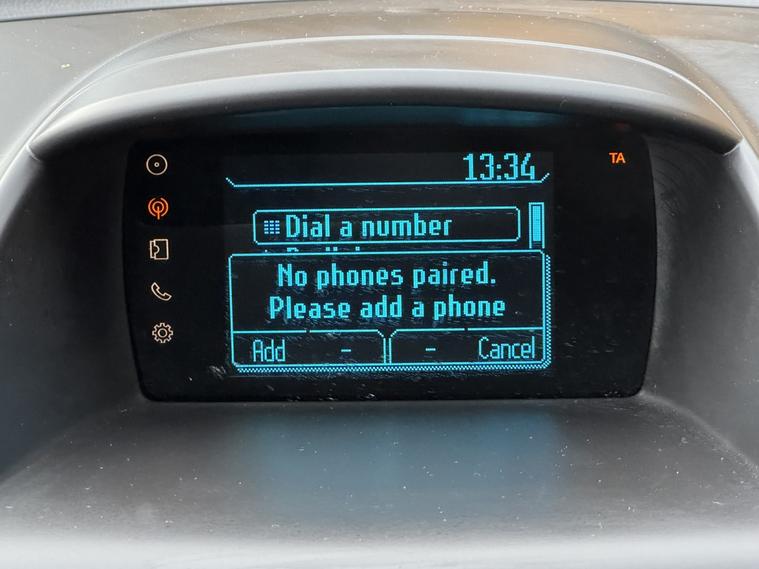 13:34
TA
Dial a number
No phones paired.
Please add a phone
Add - - Cancel